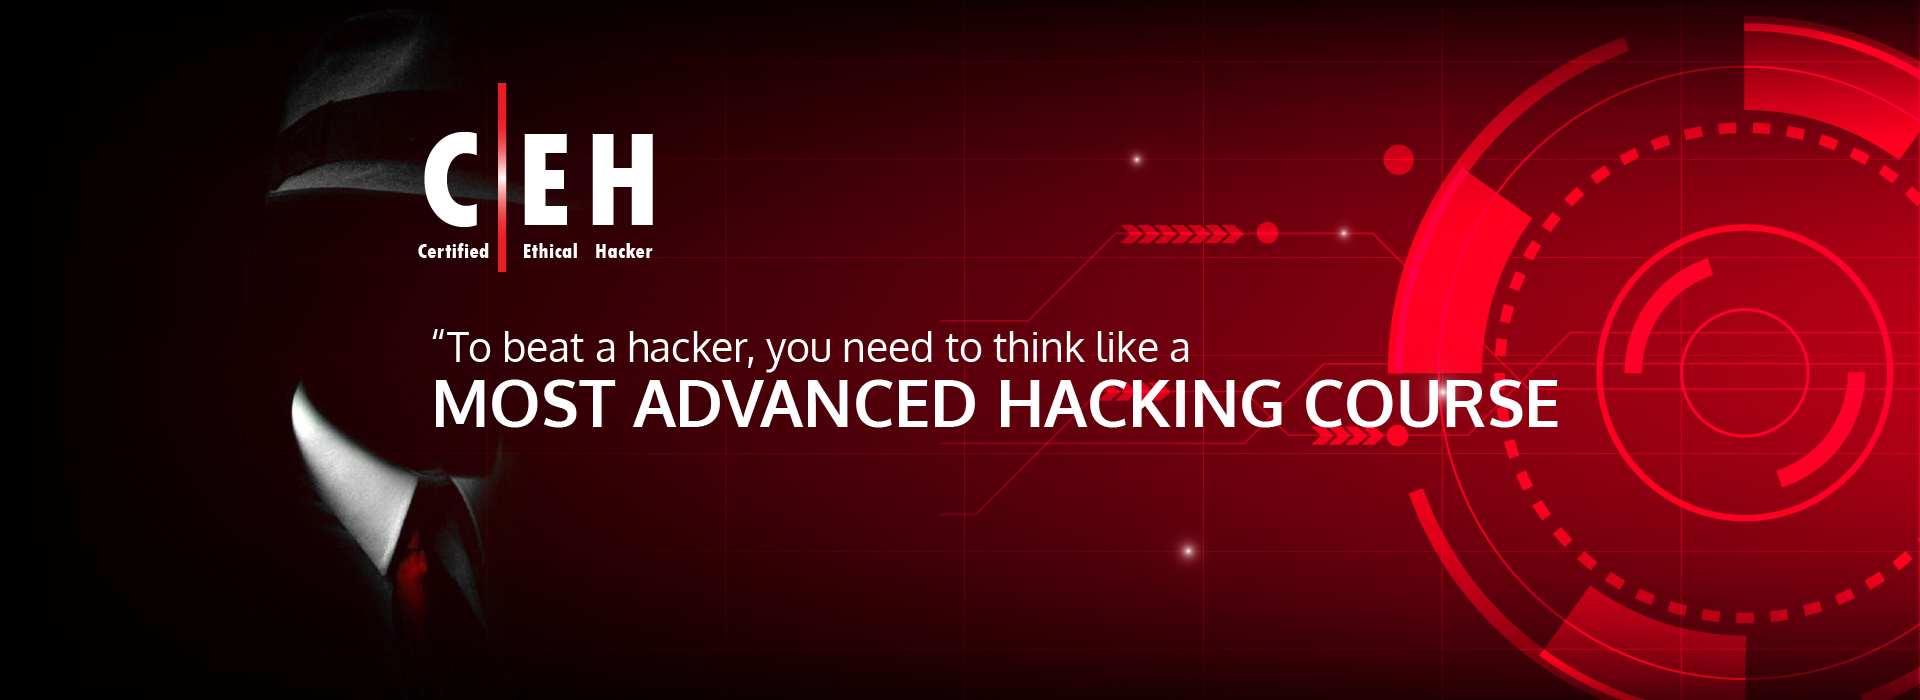 C EH
Certified Ethical Hacker
“To beat a hacker, you need to think like a
MOST ADVANCED HACKING COURSE